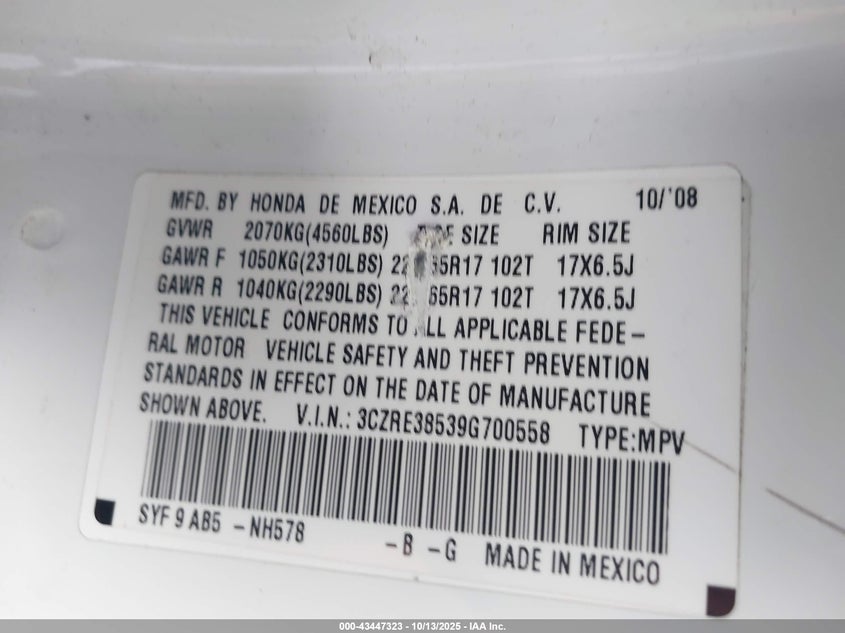 MFD. BY HONDA DE MEXICO S.A. DE C.V. 10/'08
GVWR 2070KG(4560LBS) SIZE RIM SIZE
GAWR F 1050KG(2310LBS) 102T 17X6.5J
GAWR R 1040KG(2290LBS) 102T 17X6.5J
THIS VEHICLE CONFORMS TO ALL APPLICABLE FEDE-
RAL MOTOR VEHICLE SAFETY AND THEFT PREVENTION
STANDARDS IN EFFECT ON THE DATE OF MANUFACTURE
SHOWN ABOVE. V.I.N.: 3CZRE38539G700558 TYPE:MPV
SYF 9 AB5 -NH578 -B -G MADE IN MEXICO
000-43447323 - 10/13/2025 - IAA Inc.